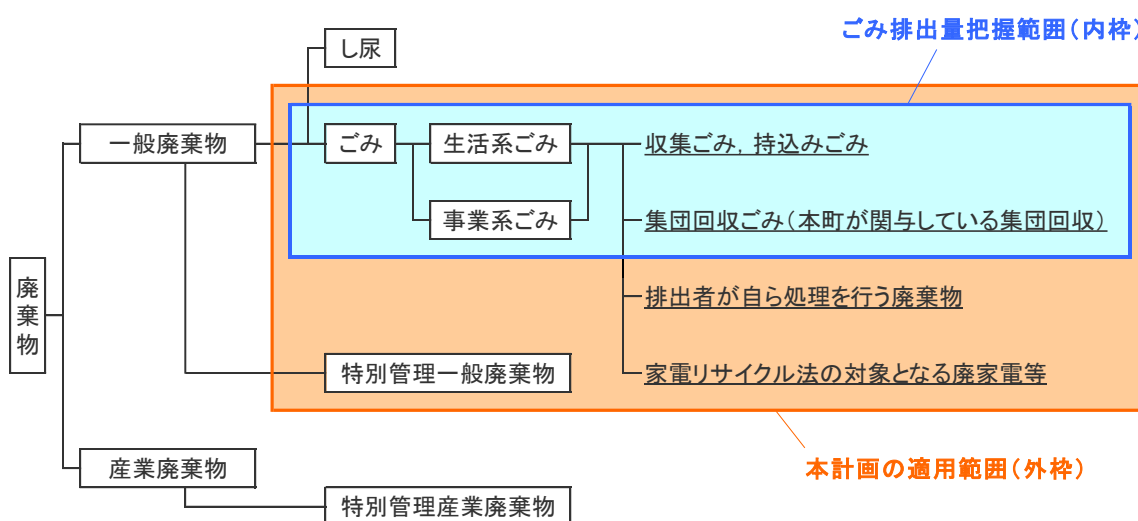 ごみ排出量把握範囲（内枠）
し尿
一般廃棄物
ごみ
生活系ごみ
収集ごみ，持込みごみ
事業系ごみ
集団回収ごみ（本町が関与している集団回収）
廃棄物
排出者が自ら処理を行う廃棄物
特別管理一般廃棄物
家電リサイクル法の対象となる廃家電等
産業廃棄物
本計画の適用範囲（外枠）
特別管理産業廃棄物